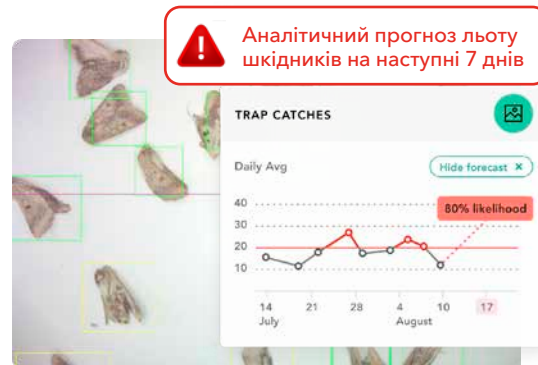 Аналітичний прогноз льоту
шкідників на наступні 7 днів
TRAP CATCHES
Daily Avg
Hide forecast ×
80% likelihood
40
30
20
10
14 21 28 4 10 17
July August